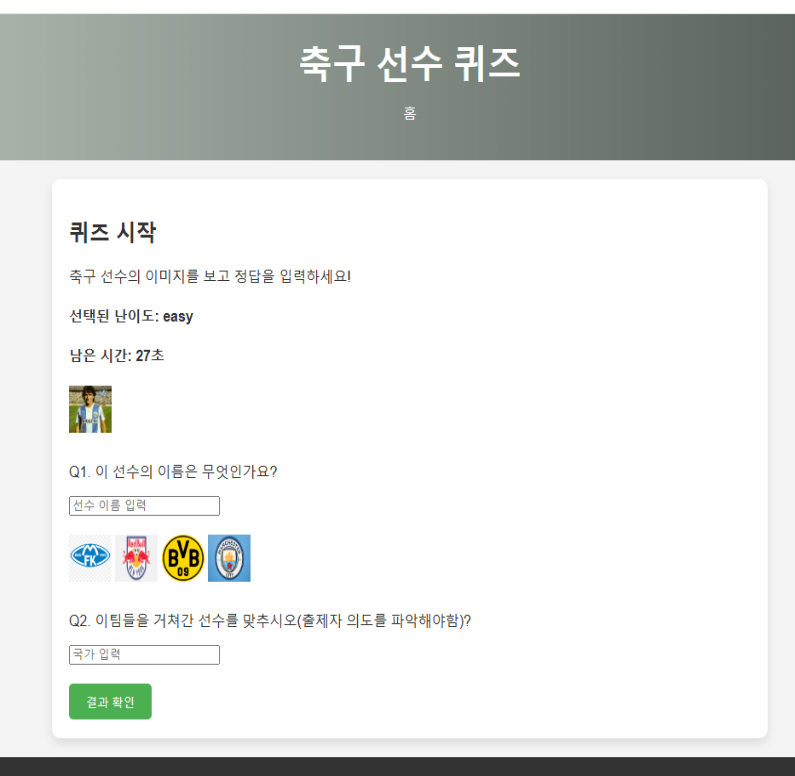 축구 선수 퀴즈
홈
퀴즈 시작
축구 선수의 이미지를 보고 정답을 입력하세요!
선택된 난이도: easy
남은 시간: 27초
Q1. 이 선수의 이름은 무엇인가요?
선수 이름 입력
MFK RedBull BVB 09 MANCHESTER
Q2. 이팀들을 거쳐간 선수를 맞추시오(출제자 의도를 파악해야함)?
국가 입력
결과 확인